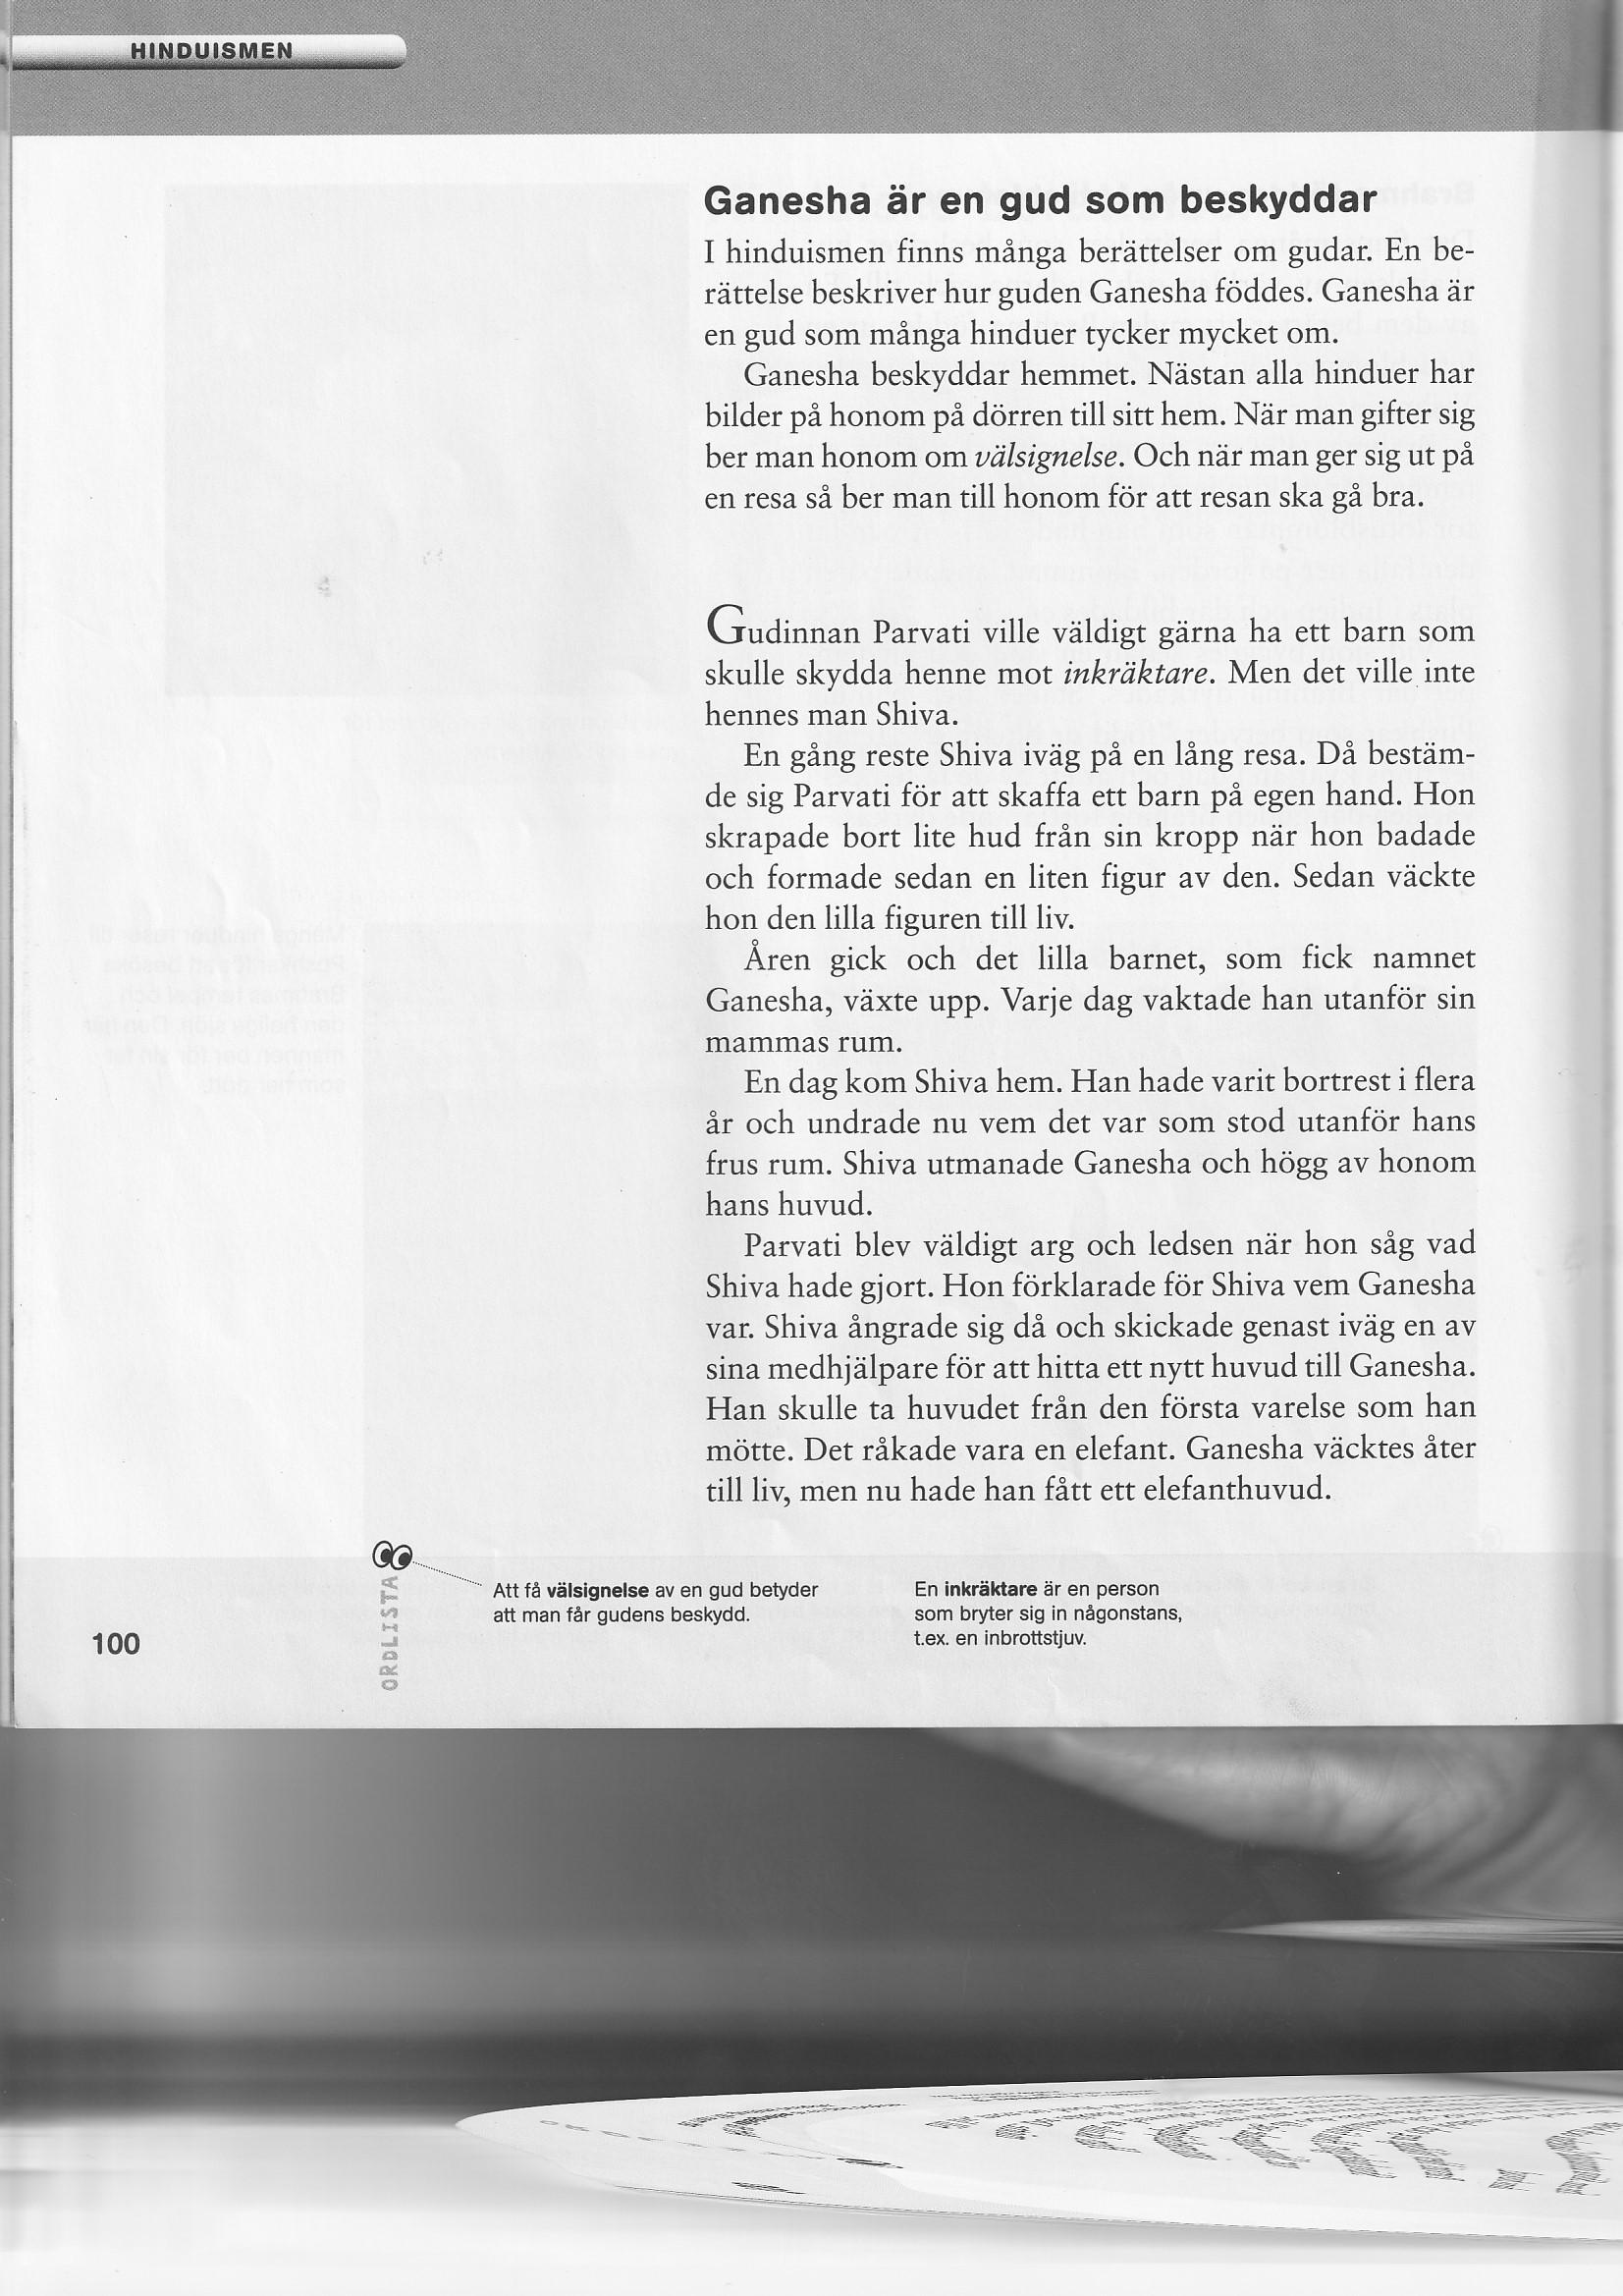 HINDUISMEN
Ganesha är en gud som beskyddar
I hinduismen finns många berättelser om gudar. En be-
rättelse beskriver hur guden Ganesha föddes. Ganesha är
en gud som många hinduer tycker mycket om.
Ganesha beskyddar hemmet. Nästan alla hinduer har
bilder på honom på dörren till sitt hem. När man gifter sig
ber man honom om välsignelse. Och när man ger sig ut på
en resa så ber man till honom för att resan ska gå bra.
Gudinnan Parvati ville väldigt gärna ha ett barn som
skulle skydda henne mot inkräktare. Men det ville inte
hennes man Shiva.
En gång reste Shiva iväg på en lång resa. Då bestäm-
de sig Parvati för att skaffa ett barn på egen hand. Hon
skrapade bort lite hud från sin kropp när hon badade
och formade sedan en liten figur av den. Sedan väckte
hon den lilla figuren till liv.
Åren gick och det lilla barnet, som fick namnet
Ganesha, växte upp. Varje dag vaktade han utanför sin
mammas rum.
En dag kom Shiva hem. Han hade varit bortrest i flera
år och undrade nu vem det var som stod utanför hans
frus rum. Shiva utmanade Ganesha och högg av honom
hans huvud.
Parvati blev väldigt arg och ledsen när hon såg vad
Shiva hade gjort. Hon förklarade för Shiva vem Ganesha
var. Shiva ångrade sig då och skickade genast iväg en av
sina medhjälpare för att hitta ett nytt huvud till Ganesha.
Han skulle ta huvudet från den första varelse som han
mötte. Det råkade vara en elefant. Ganesha väcktes åter
till liv, men nu hade han fått ett elefanthuvud.
ORDLISTA
Att få välsignelse av en gud betyder
att man får gudens beskydd.
En inkräktare är en person
som bryter sig in någonstans,
t.ex. en inbrottstjuv.
100